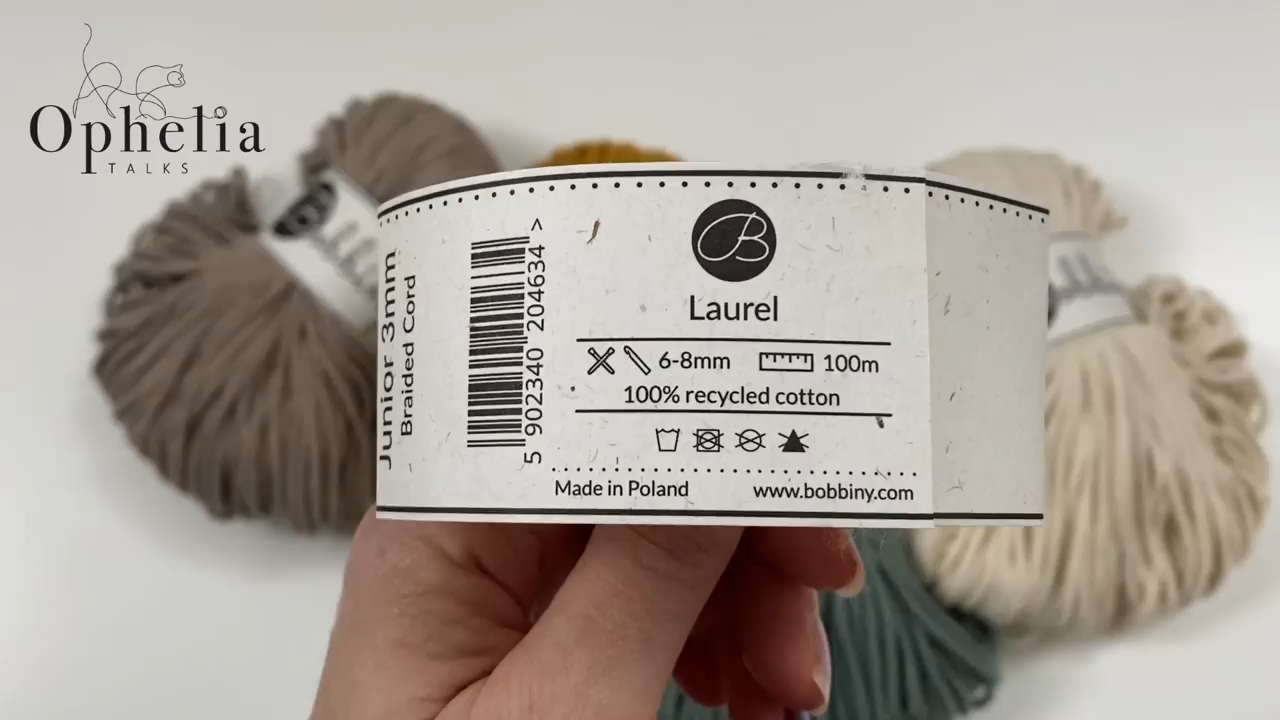 Ophelia
TALKS
Junior 3mm
Braided Cord
5 902340 204634 >
B
Laurel
6-8mm 100m
100% recycled cotton
Made in Poland www.bobbiny.com